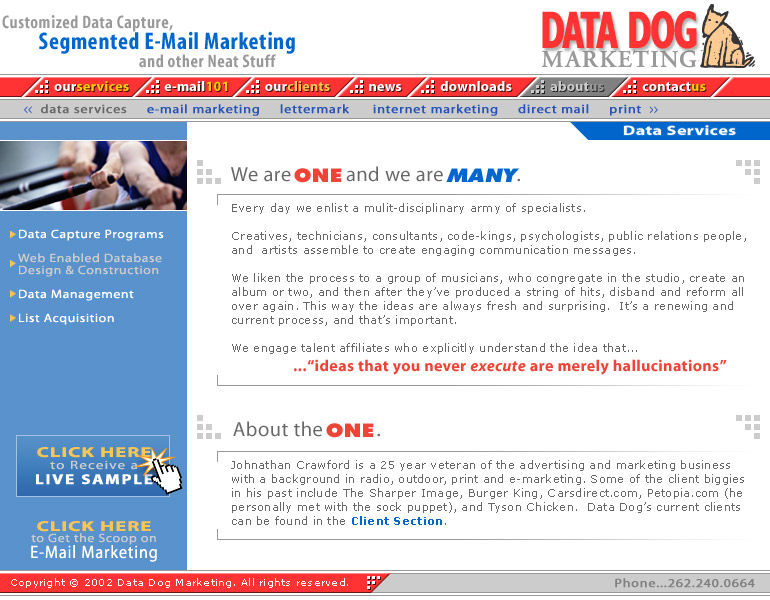 Customized Data Capture,
Segmented E-Mail Marketing
and other Neat Stuff
DATA DOG
MARKETING
ourservices e-mail101 ourclients news downloads aboutus contactus
<< data services e-mail marketing lettermark internet marketing direct mail print >>
Data Services
Data Capture Programs
Web Enabled Database
Design & Construction
Data Management
List Acquisition
CLICK HERE
to Receive a
LIVE SAMPLE
CLICK HERE
to Get the Scoop on
E-Mail Marketing
We are ONE and we are MANY.
Every day we enlist a mulit-disciplinary army of specialists.
Creatives, technicians, consultants, code-kings, psychologists, public relations people,
and artists assemble to create engaging communication messages.
We liken the process to a group of musicians, who congregate in the studio, create an
album or two, and then after they've produced a string of hits, disband and reform all
over again. This way the ideas are always fresh and surprising. It's a renewing and
current process, and that's important.
We engage talent affiliates who explicitly understand the idea that...
..."ideas that you never execute are merely hallucinations"
About the ONE.
Johnathan Crawford is a 25 year veteran of the advertising and marketing business
with a background in radio, outdoor, print and e-marketing. Some of the client biggies
in his past include The Sharper Image, Burger King, Carsdirect.com, Petopia.com (he
personally met with the sock puppet), and Tyson Chicken. Data Dog's current clients
can be found in the Client Section.
Copyright © 2002 Data Dog Marketing. All rights reserved.
Phone...262.240.0664